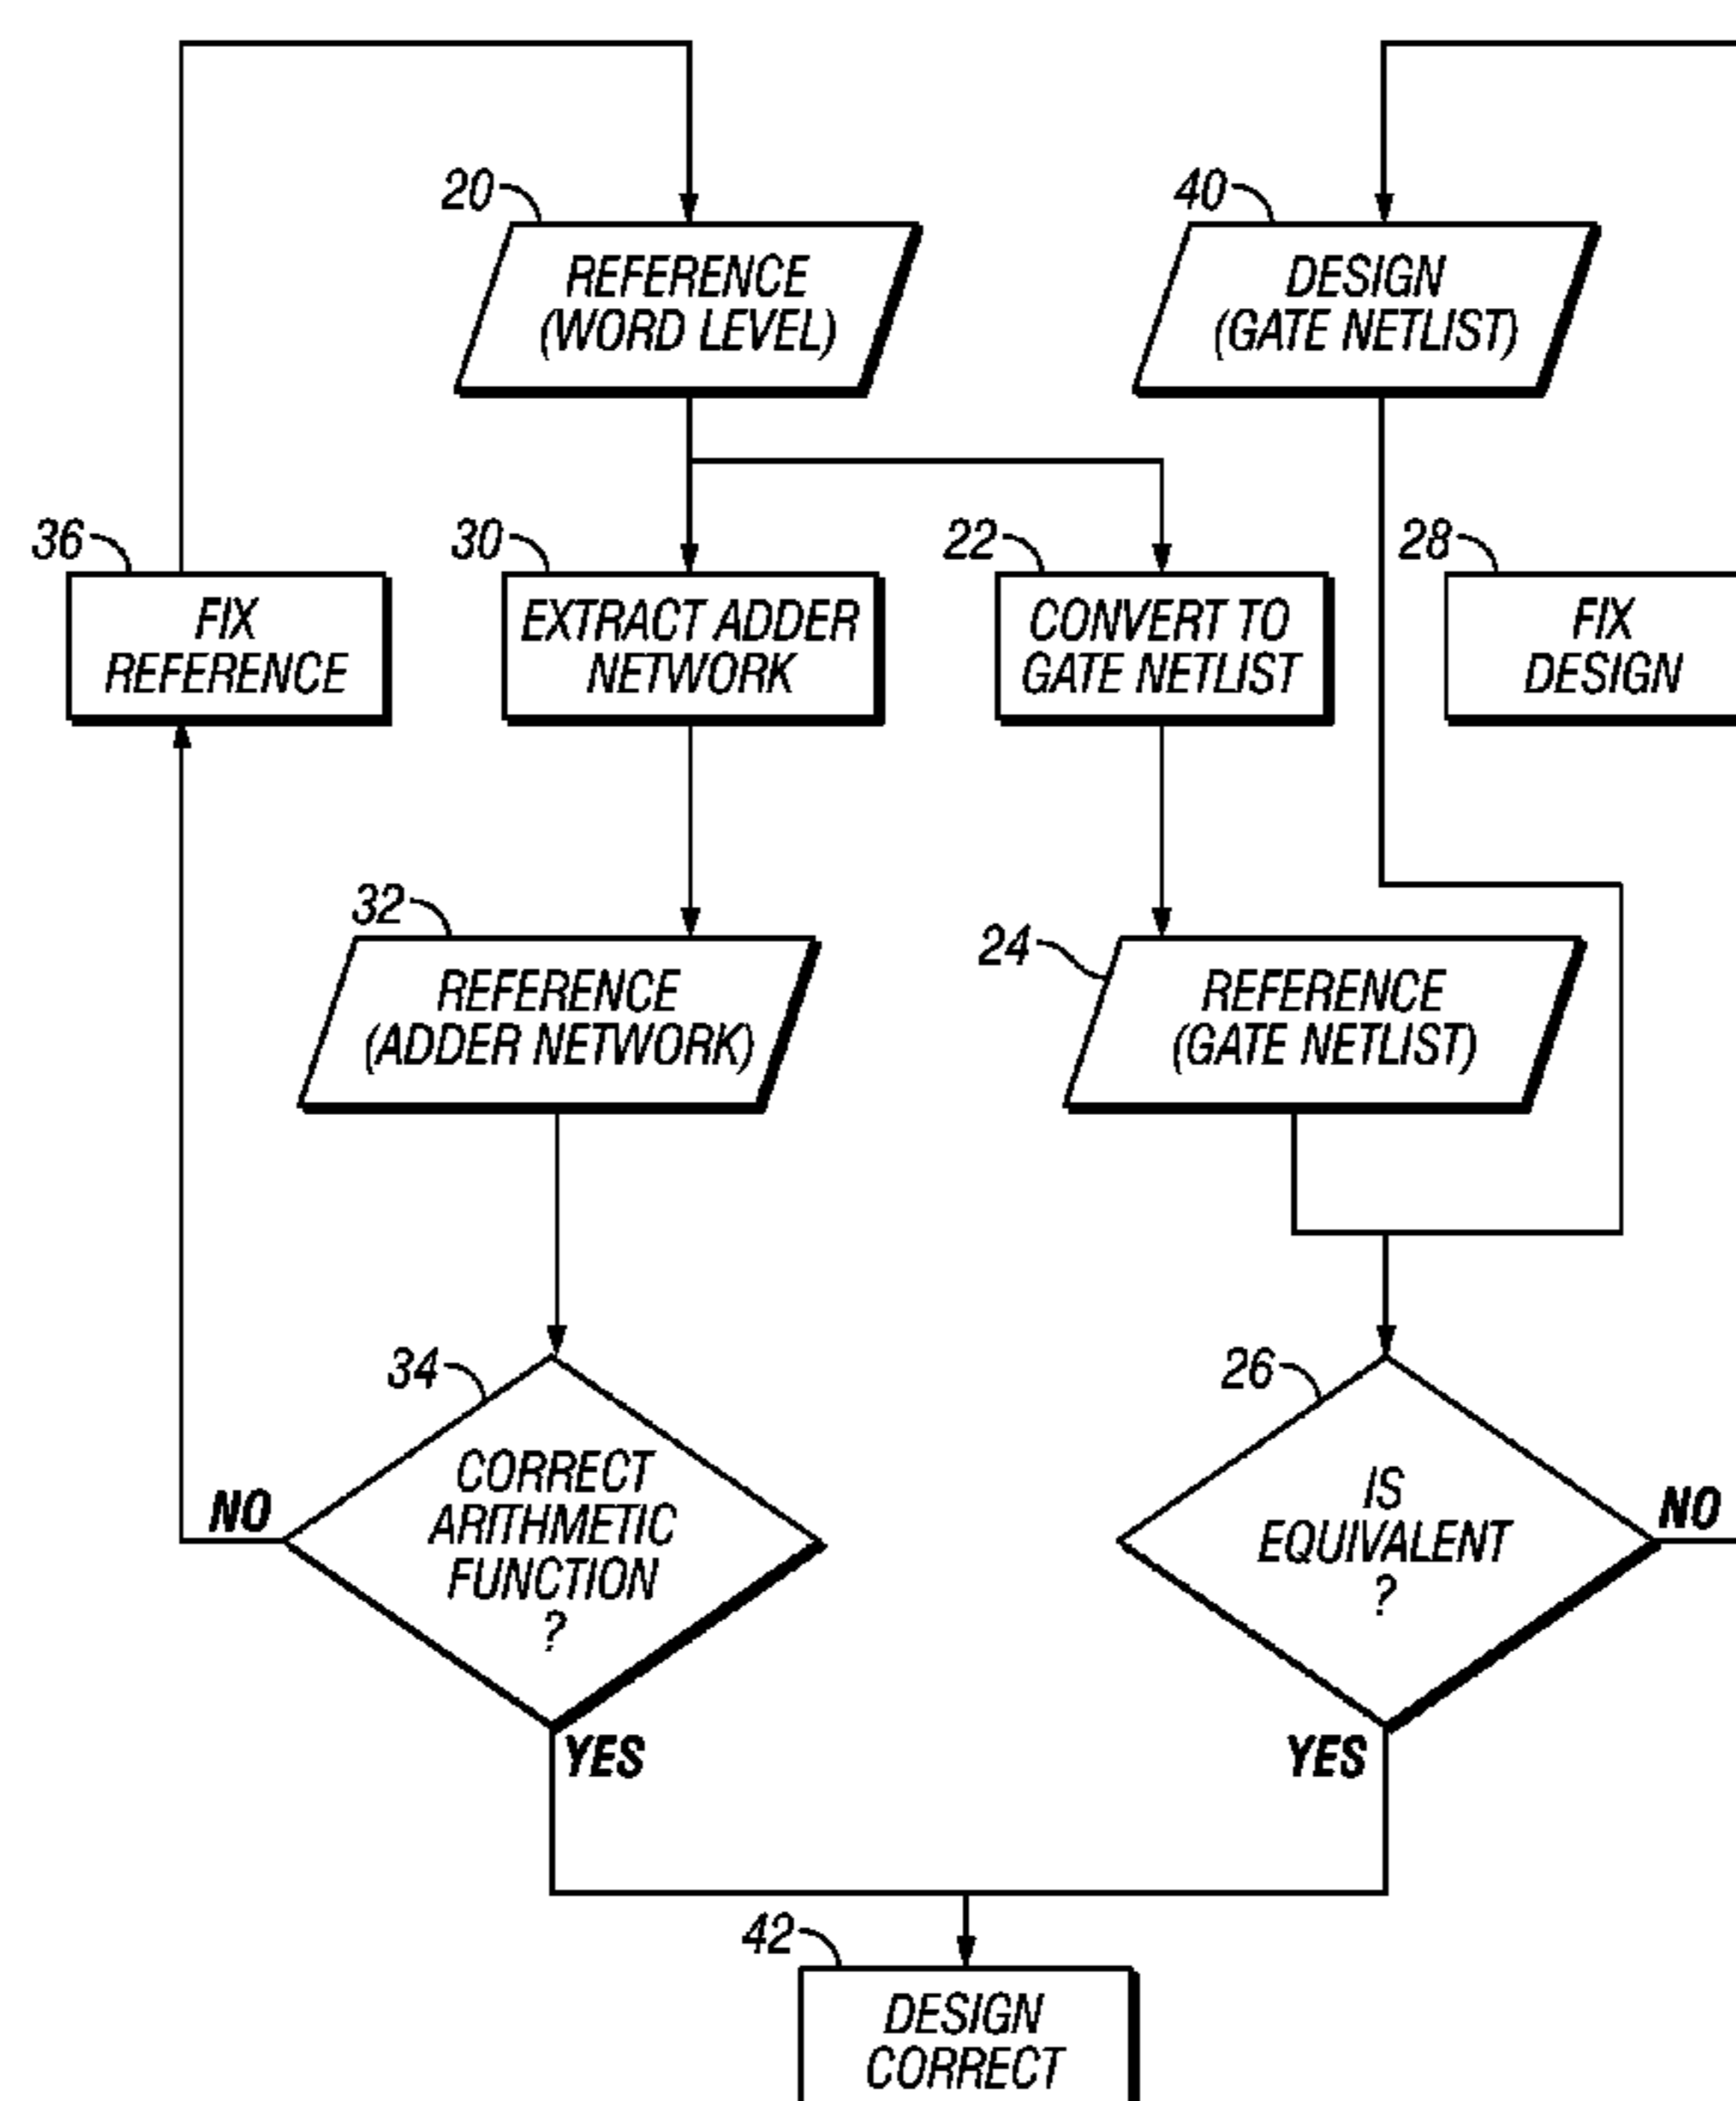 20
REFERENCE
(WORD LEVEL)
40
DESIGN
(GATE NETLIST)
36
FIX
REFERENCE
30
EXTRACT ADDER
NETWORK
22
CONVERT TO
GATE NETLIST
28
FIX
DESIGN
32
REFERENCE
(ADDER NETWORK)
24
REFERENCE
(GATE NETLIST)
34
CORRECT
ARITHMETIC
FUNCTION
?
NO
YES
26
IS
EQUIVALENT
?
NO
YES
42
DESIGN
CORRECT